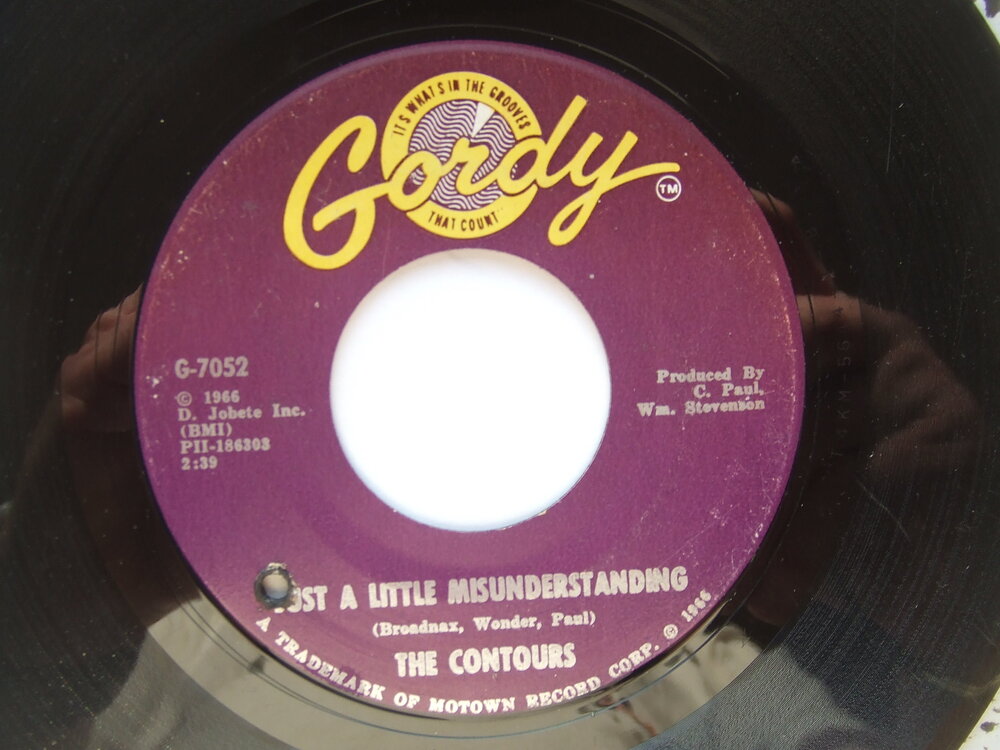 IT'S WHAT'S IN THE GROOVES
Gordy
THAT COUNT
TM
G-7052
© 1966
D. Jobete Inc.
(BMI)
PII-186303
2:39
Produced By
C. Paul,
Wm. Stevenson
JUST A LITTLE MISUNDERSTANDING
(Broadnax, Wonder, Paul)
THE CONTOURS
A TRADEMARK OF MOTOWN RECORD CORP. © 1966